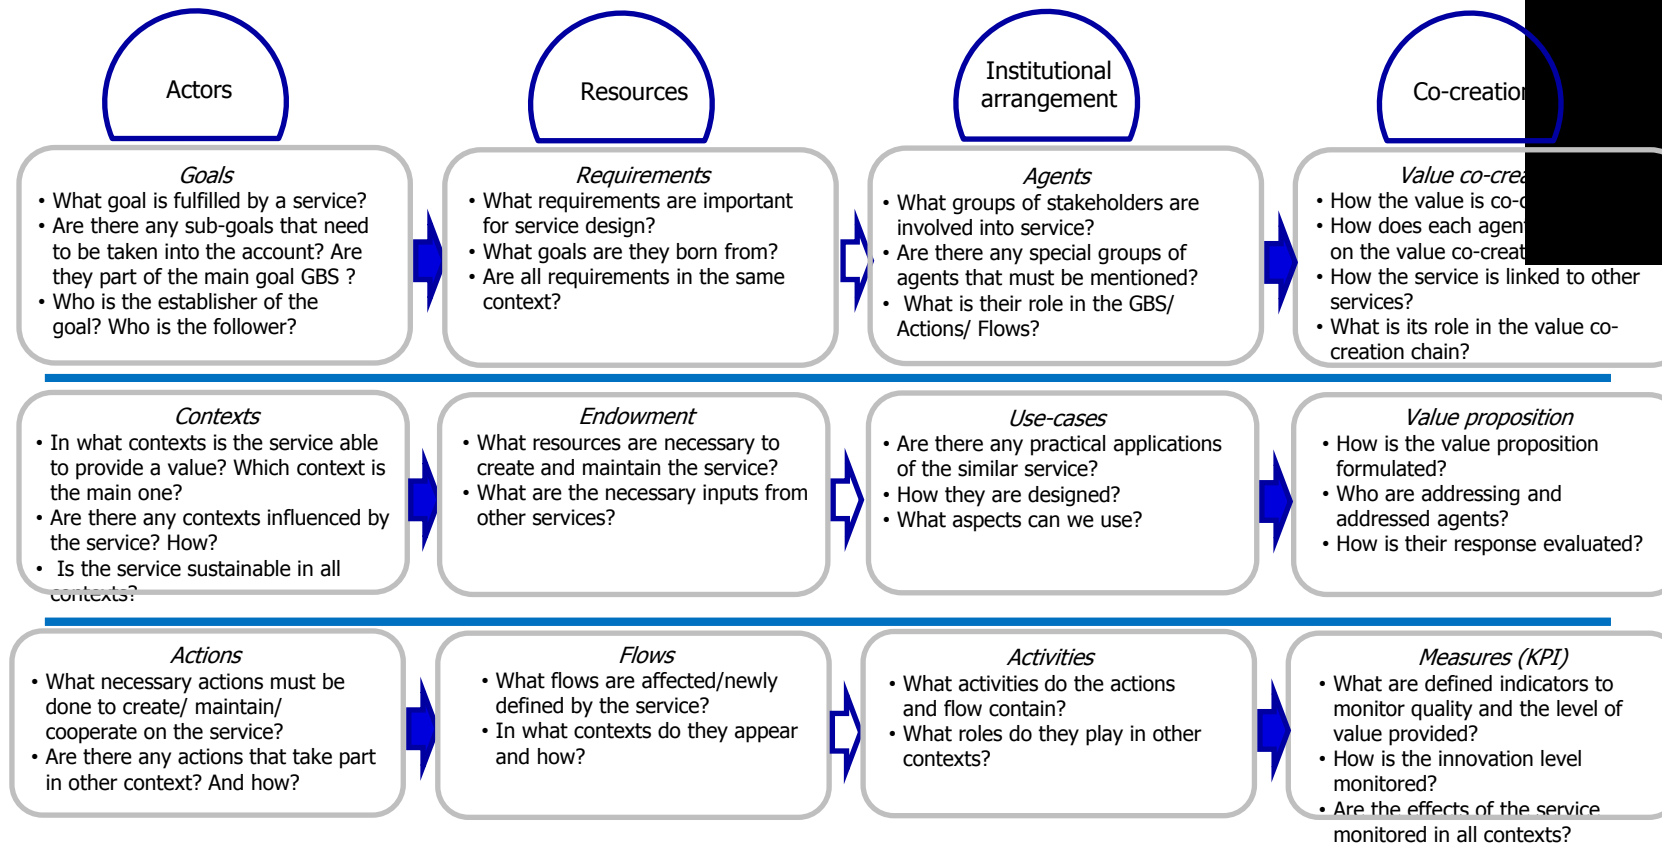 Actors
Resources
Institutional
arrangement
Goals
• What goal is fulfilled by a service?
• Are there any sub-goals that need
to be taken into the account? Are
they part of the main goal GBS ?
• Who is the establisher of the
goal? Who is the follower?
Requirements
• What requirements are important
for service design?
• What goals are they born from?
• Are all requirements in the same
context?
Agents
• What groups of stakeholders are
involved into service?
• Are there any special groups of
agents that must be mentioned?
• What is their role in the GBS/
Actions/ Flows?
Value
• How the value is
• How does each
on the value
• How the service is linked to other
services?
• What is its role in the value co-
creation chain?
Contexts
• In what contexts is the service able
to provide a value? Which context is
the main one?
• Are there any contexts influenced by
the service? How?
• Is the service sustainable in all
contexts?
Endowment
• What resources are necessary to
create and maintain the service?
• What are the necessary inputs from
other services?
Use-cases
• Are there any practical applications
of the similar service?
• How they are designed?
• What aspects can we use?
Value proposition
• How is the value proposition
formulated?
• Who are addressing and
addressed agents?
• How is their response evaluated?
Actions
• What necessary actions must be
done to create/ maintain/
cooperate on the service?
• Are there any actions that take part
in other context? And how?
Flows
• What flows are affected/newly
defined by the service?
• In what contexts do they appear
and how?
Activities
• What activities do the actions
and flow contain?
• What roles do they play in other
contexts?
Measures (KPI)
• What are defined indicators to
monitor quality and the level of
value provided?
• How is the innovation level
monitored?
• Are the effects of the service
monitored in all contexts?